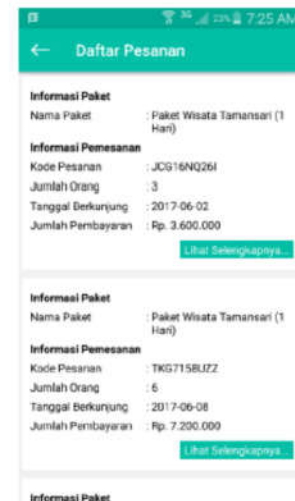 3G 23% 7:25 AM
← Daftar Pesanan
Informasi Paket
Nama Paket : Paket Wisata Tamansari (1
Hari)
Informasi Pemesanan
Kode Pesanan : JCG16NQ26I
Jumlah Orang : 3
Tanggal Berkunjung : 2017-06-02
Jumlah Pembayaran : Rp. 3.600.000
Lihat Selengkapnya...
Informasi Paket
Nama Paket : Paket Wisata Tamansari (1
Hari)
Informasi Pemesanan
Kode Pesanan : TKG715BUZZ
Jumlah Orang : 6
Tanggal Berkunjung : 2017-06-08
Jumlah Pembayaran : Rp. 7.200.000
Lihat Selengkapnya...
Informasi Paket